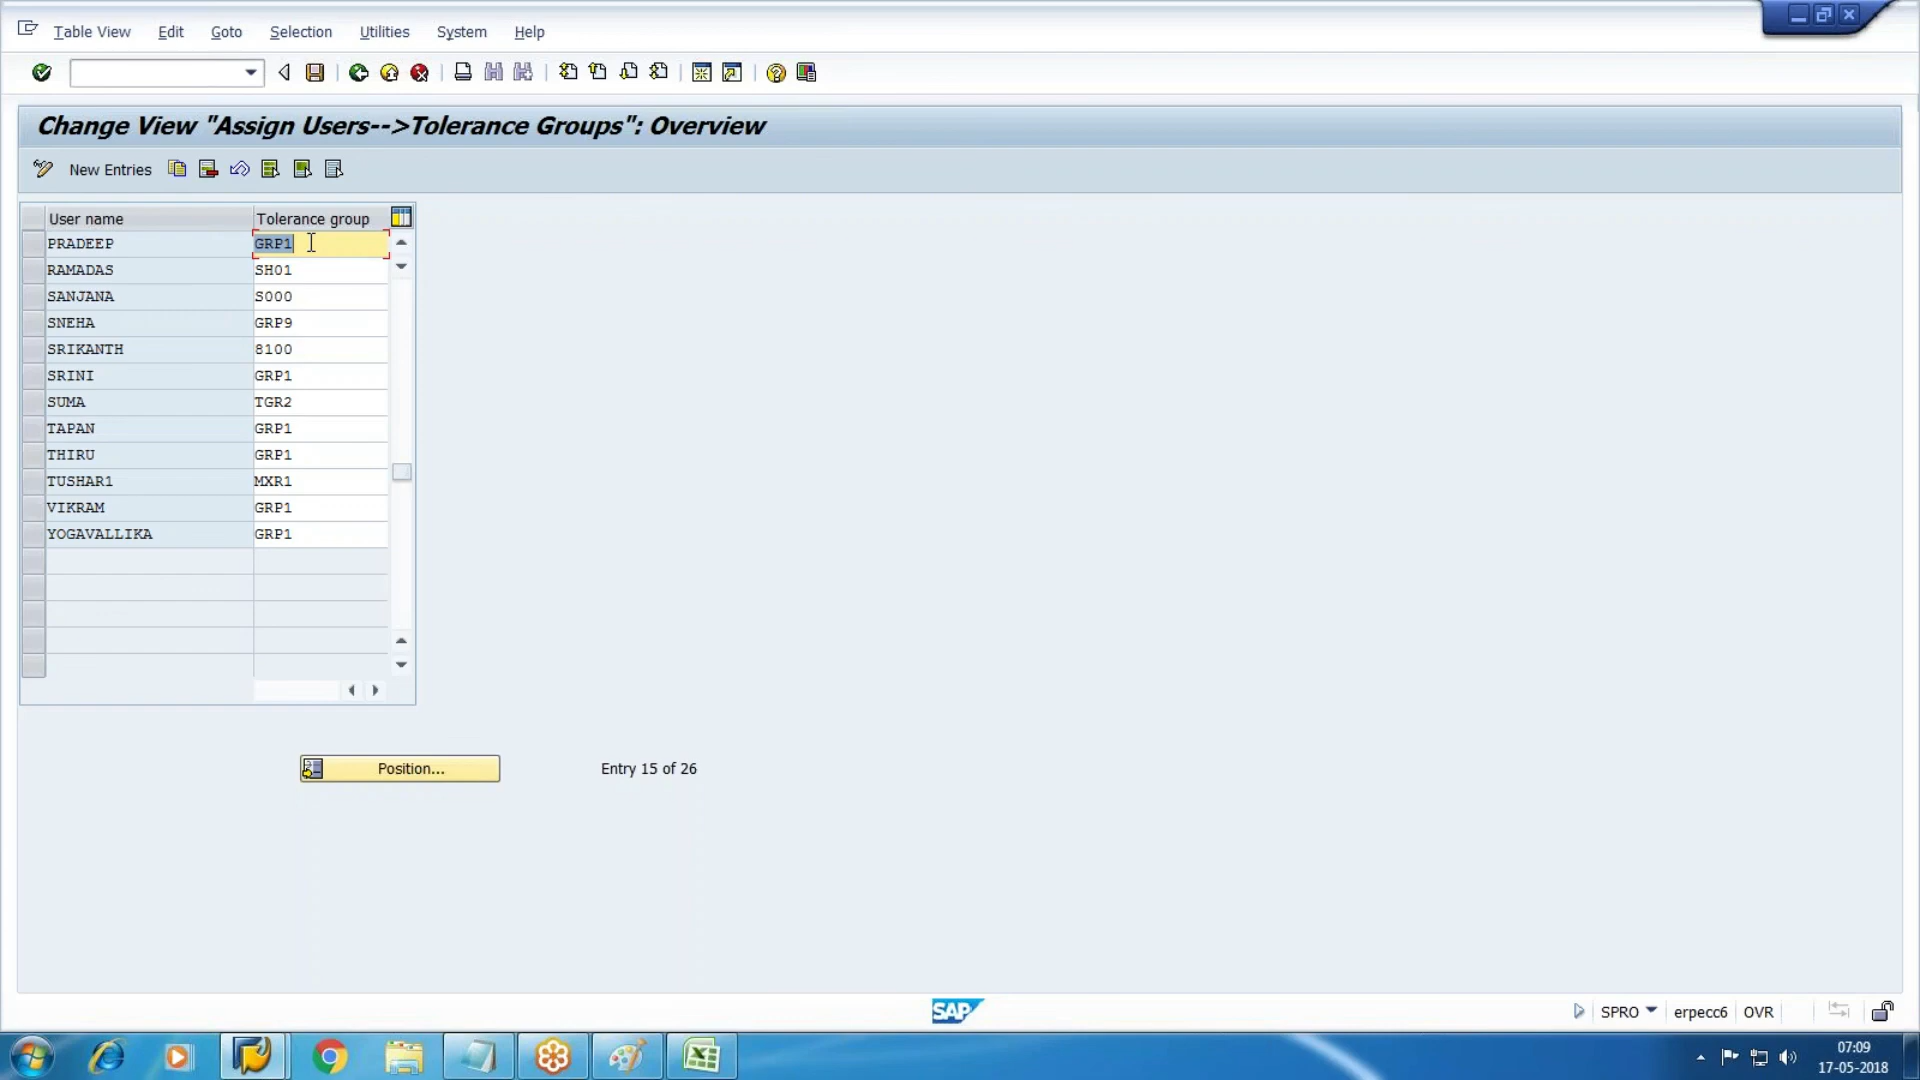 Table View Edit Goto Selection Utilities System Help
Change View "Assign Users-->Tolerance Groups": Overview
New Entries
User name Tolerance group
PRADEEP GRP1
RAMADAS SH01
SANJANA S000
SNEHA GRP9
SRIKANTH 8100
SRINI GRP1
SUMA TGR2
TAPAN GRP1
THIRU GRP1
TUSHAR1 MXR1
VIKRAM GRP1
YOGAVALLIKA GRP1
Position... Entry 15 of 26
SAP
SPRO erpecc6 OVR
07:09
17-05-2018